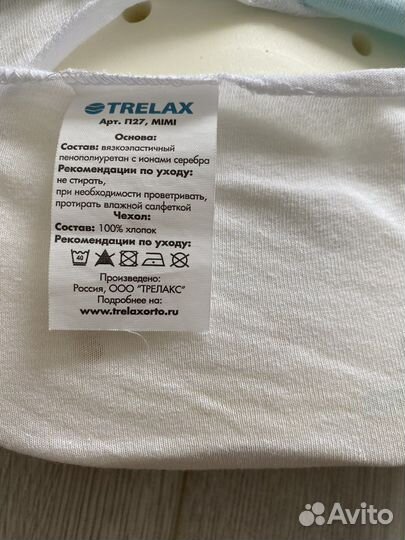 TRELAX
Арт. П27, MIMI
Основа:
Состав: вязкоэластичный
пенополиуретан с ионами серебра
Рекомендации по уходу:
не стирать,
при необходимости проветривать,
протирать влажной салфеткой
Чехол:
Состав: 100% хлопок
Рекомендации по уходу:
40
Произведено:
Россия, ООО "ТРЕЛАКС"
Подробнее на:
www.trelaxorto.ru
Avito